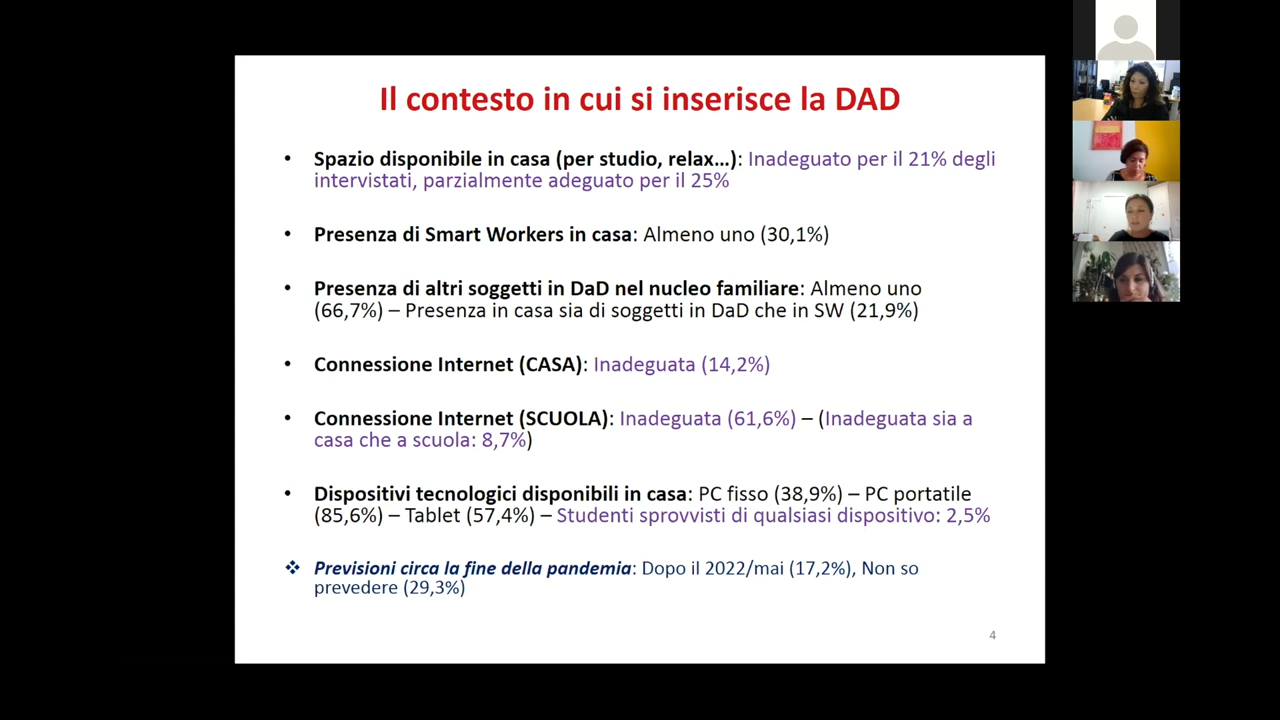 Il contesto in cui si inserisce la DAD
• Spazio disponibile in casa (per studio, relax…): Inadeguato per il 21% degli
intervistati, parzialmente adeguato per il 25%
• Presenza di Smart Workers in casa: Almeno uno (30,1%)
• Presenza di altri soggetti in DaD nel nucleo familiare: Almeno uno
(66,7%) – Presenza in casa sia di soggetti in DaD che in SW (21,9%)
• Connessione Internet (CASA): Inadeguata (14,2%)
• Connessione Internet (SCUOLA): Inadeguata (61,6%) – (Inadeguata sia a
casa che a scuola: 8,7%)
• Dispositivi tecnologici disponibili in casa: PC fisso (38,9%) – PC portatile
(85,6%) – Tablet (57,4%) – Studenti sprovvisti di qualsiasi dispositivo: 2,5%
❖ Previsioni circa la fine della pandemia: Dopo il 2022/mai (17,2%), Non so
prevedere (29,3%)
4